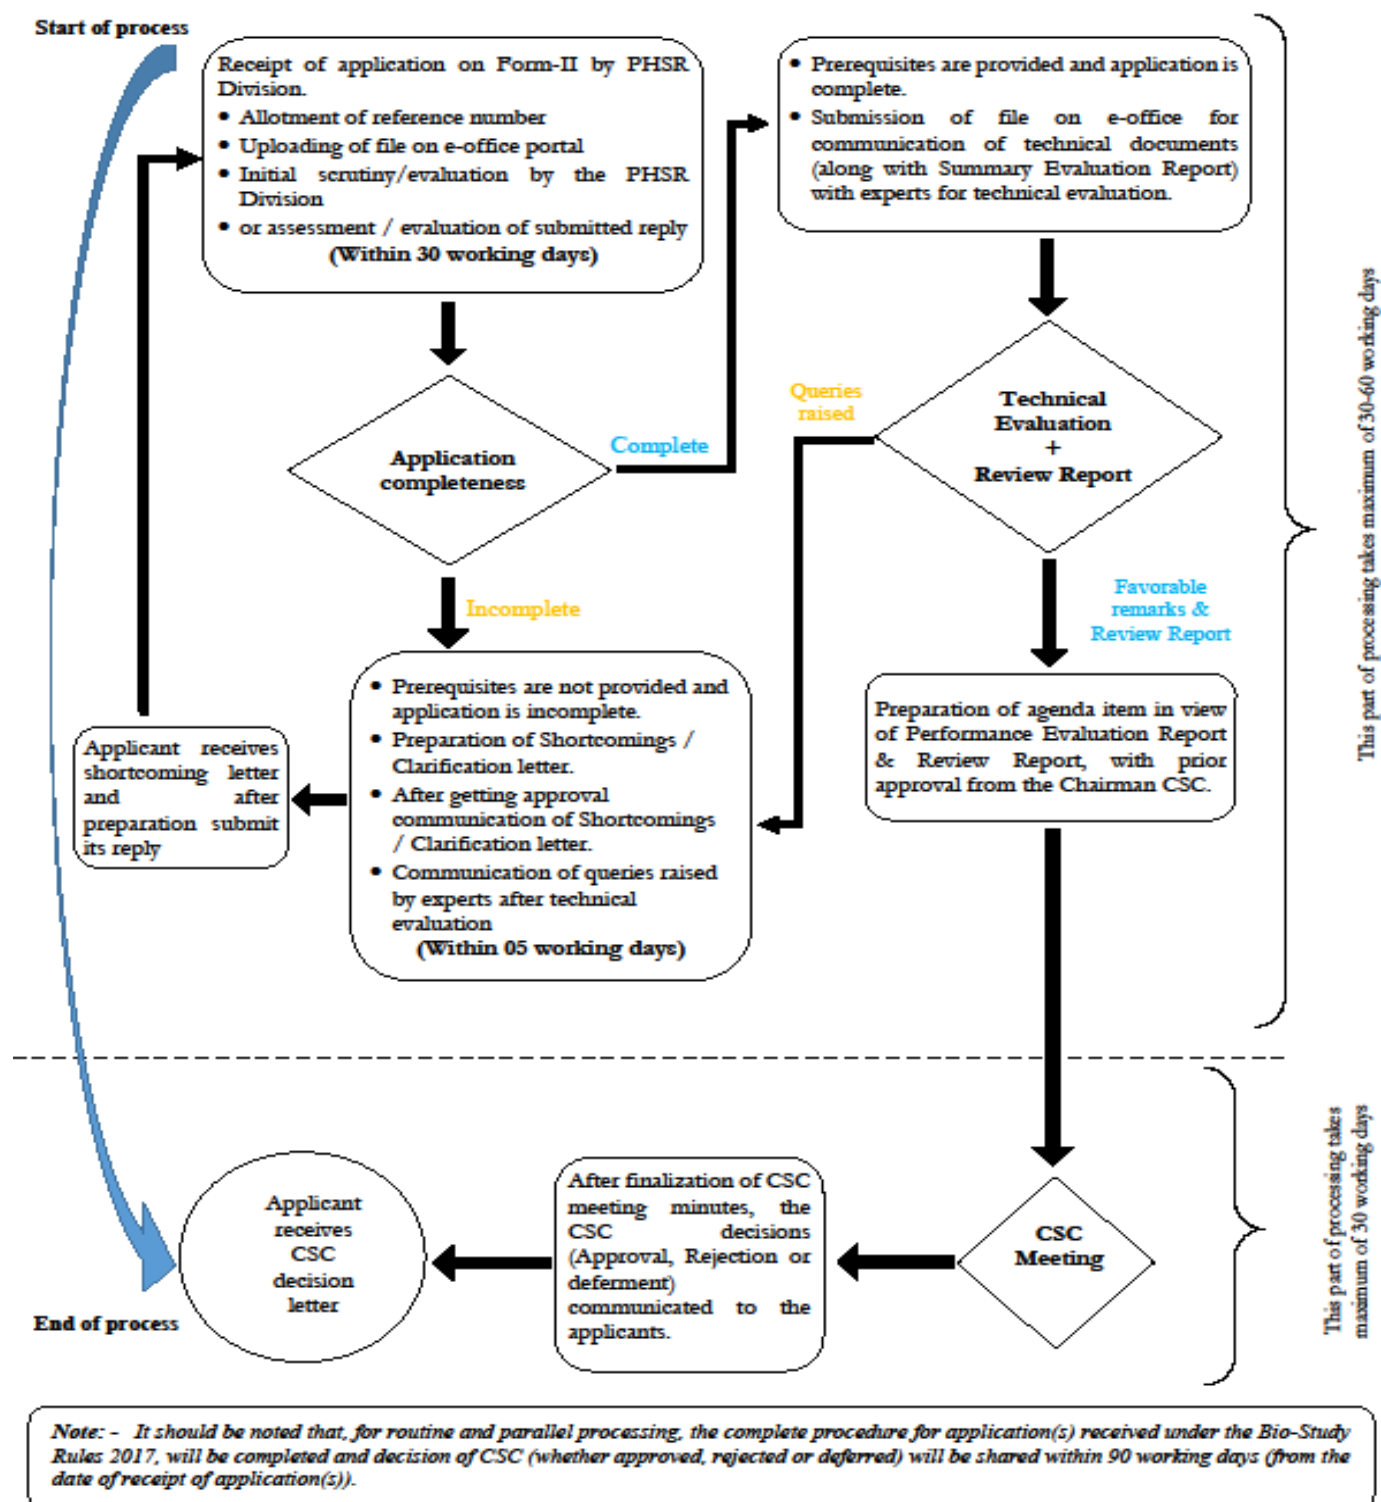 Start of process
Receipt of application on Form-II by PHSR
Division.
• Allotment of reference number
• Uploading of file on e-office portal
• Initial scrutiny/evaluation by the PHSR
Division
• or assessment / evaluation of submitted reply
(Within 30 working days)
• Prerequisites are provided and application is
complete.
• Submission of file on e-office for
communication of technical documents
(along with Summary Evaluation Report)
with experts for technical evaluation.
Application
completeness
Complete
Queries
raised
Technical
Evaluation
+
Review Report
Incomplete
Favorable
remarks &
Review Report
• Prerequisites are not provided and
application is incomplete.
• Preparation of Shortcomings /
Clarification letter.
• After getting approval
communication of Shortcomings
/ Clarification letter.
• Communication of queries raised
by experts after technical
evaluation
(Within 05 working days)
Applicant receives
shortcoming letter
and after
preparation submit
its reply
Preparation of agenda item in view
of Performance Evaluation Report
& Review Report, with prior
approval from the Chairman CSC.
This part of processing takes maximum of 30-60 working days
CSC
Meeting
After finalization of CSC
meeting minutes, the
CSC decisions
(Approval, Rejection or
deferment)
communicated to the
applicants.
Applicant
receives
CSC
decision
letter
End of process
This part of processing takes
maximum of 30 working days
Note: - It should be noted that, for routine and parallel processing, the complete procedure for application(s) received under the Bio-Study
Rules 2017, will be completed and decision of CSC (whether approved, rejected or deferred) will be shared within 90 working days (from the
date of receipt of application(s)).